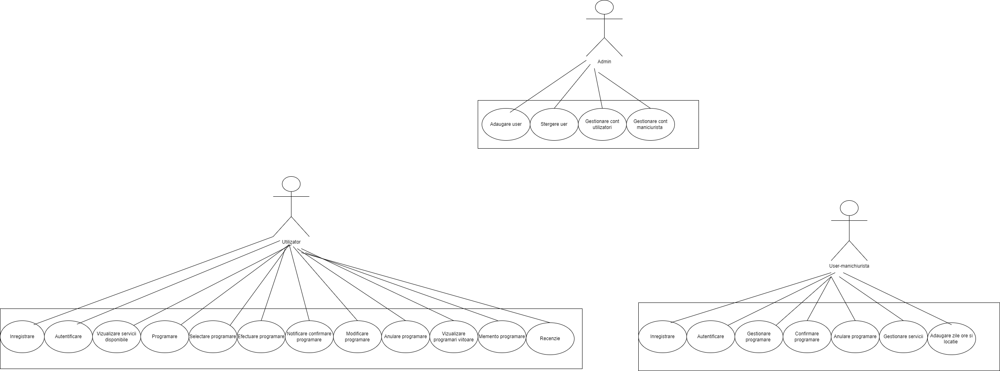 Admin
Adaugare user
Stergere uer
Gestionare cont
utilizatori
Gestionare cont
maniciurista
Utilizator
Inregistrare
Autentificare
Vizualizare servicii
disponibile
Programare
Selectare programare
Efectuare programare
Notificare confirmare
programare
Modificare
programare
Anulare programare
Vizualizare
programari viitoare
Memento programare
Recenzie
User-manichiurista
Inregistrare
Autentificare
Gestionare
programare
Confirmare
programare
Anulare programare
Gestionare servicii
Adaugare zile ore si
locatie